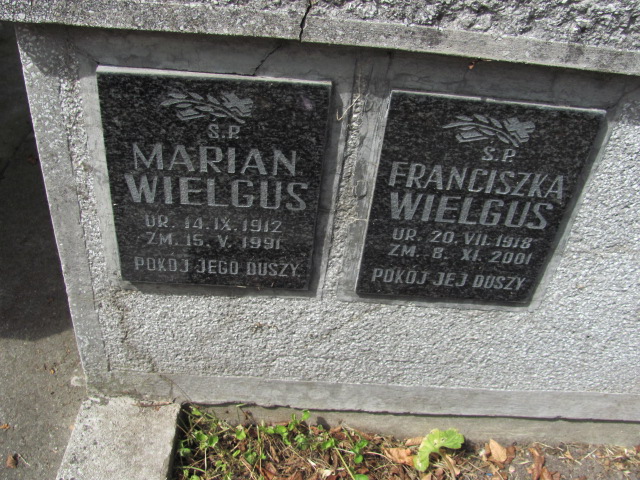 Ś.P
MARIAN
WIELGUS
UR. 14.IX.1912
ZM. 15.V.1991
POKÓJ JEGO DUSZY.
Ś.P
FRANCISZKA
WIELGUS
UR. 20.VII.1918
ZM. 8.XI.2001
POKÓJ JEJ DUSZY.